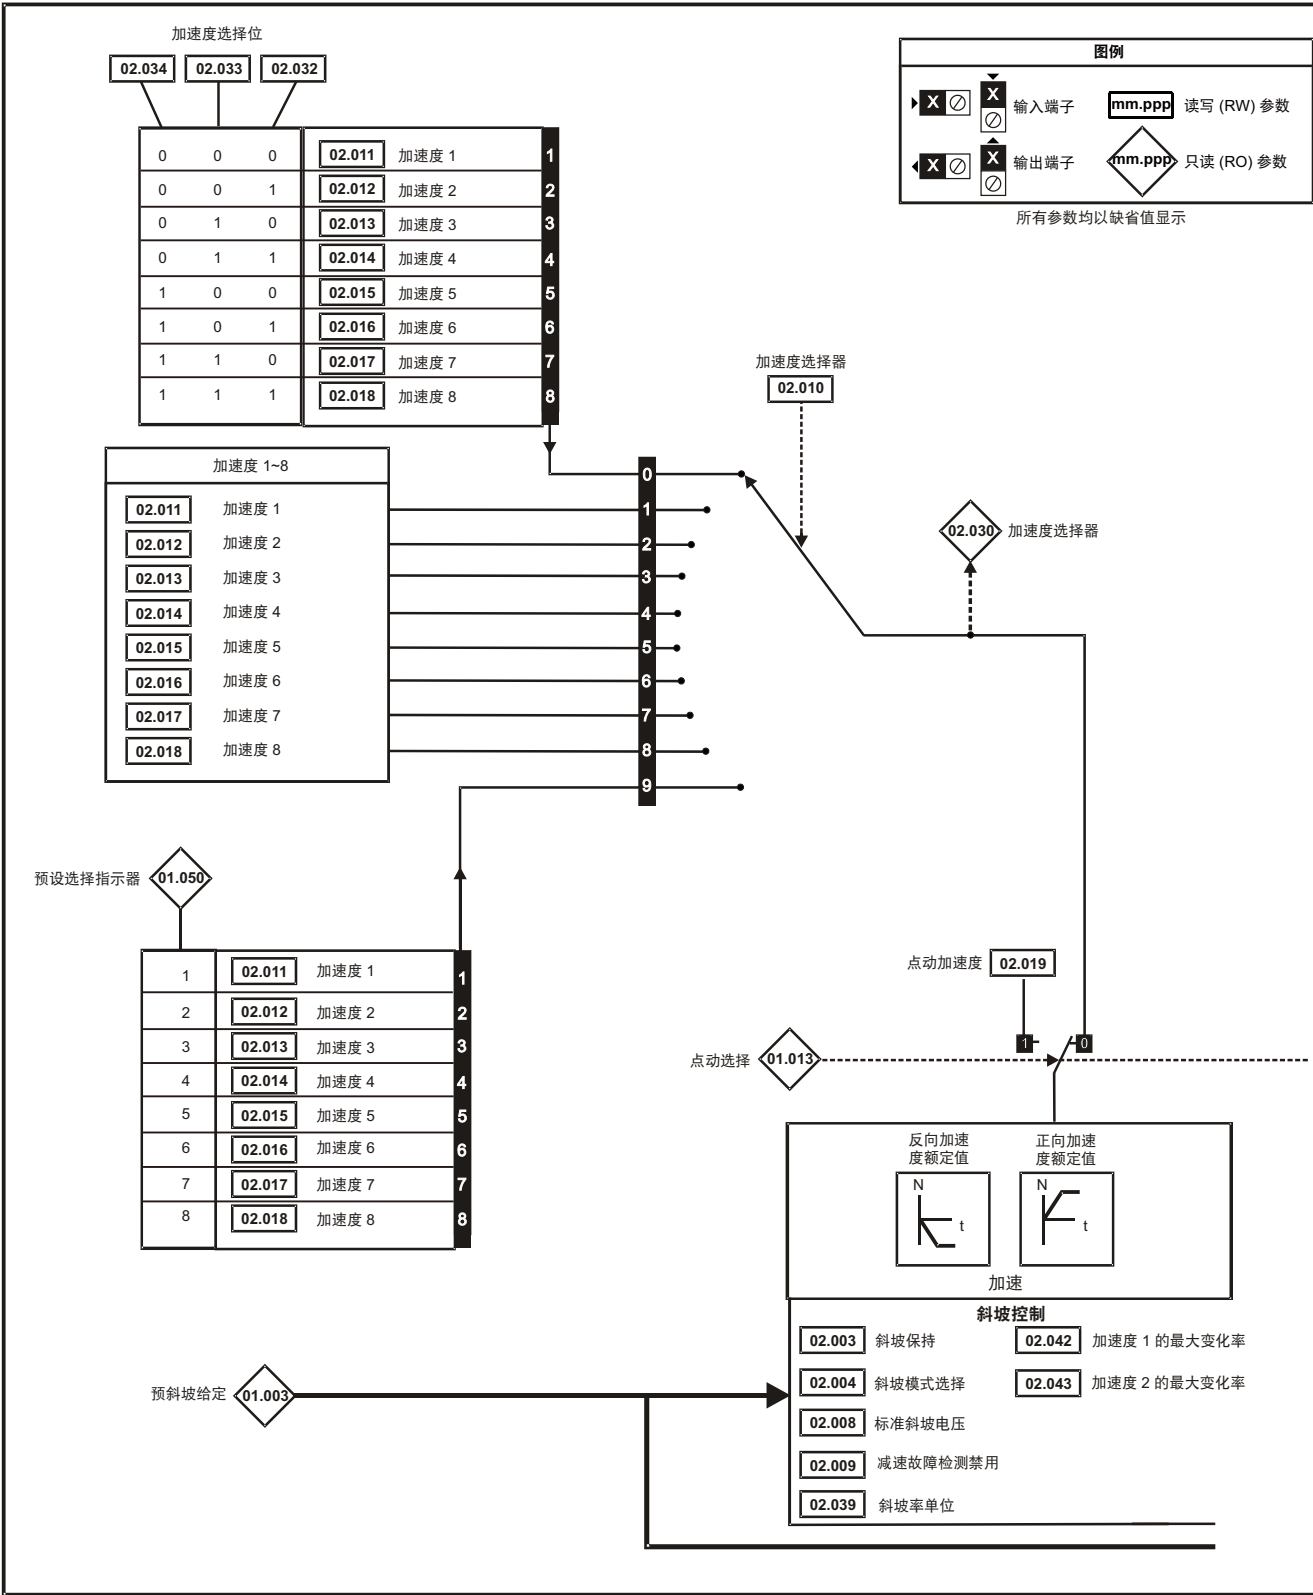 加速度选择位
02.034 02.033 02.032
0 0 0 02.011 加速度 1 1
0 0 1 02.012 加速度 2 2
0 1 0 02.013 加速度 3 3
0 1 1 02.014 加速度 4 4
1 0 0 02.015 加速度 5 5
1 0 1 02.016 加速度 6 6
1 1 0 02.017 加速度 7 7
1 1 1 02.018 加速度 8 8
图例
X X 输入端子 mm.ppp 读写 (RW) 参数
X X 输出端子 mm.ppp 只读 (RO) 参数
所有参数均以缺省值显示
加速度选择器
02.010
加速度 1~8
02.011 加速度 1
02.012 加速度 2
02.013 加速度 3
02.014 加速度 4
02.015 加速度 5
02.016 加速度 6
02.017 加速度 7
02.018 加速度 8
0
1
2
3
4
5
6
7
8
9
02.030 加速度选择器
预设选择指示器 01.050
1 02.011 加速度 1 1
2 02.012 加速度 2 2
3 02.013 加速度 3 3
4 02.014 加速度 4 4
5 02.015 加速度 5 5
6 02.016 加速度 6 6
7 02.017 加速度 7 7
8 02.018 加速度 8 8
点动加速度 02.019
1 0
点动选择 01.013
反向加速
度额定值
N
t
正向加速
度额定值
N
t
加速
斜坡控制
02.003 斜坡保持
02.042 加速度 1 的最大变化率
02.004 斜坡模式选择
02.043 加速度 2 的最大变化率
02.008 标准斜坡电压
02.009 减速故障检测禁用
02.039 斜坡率单位
预斜坡给定 01.003